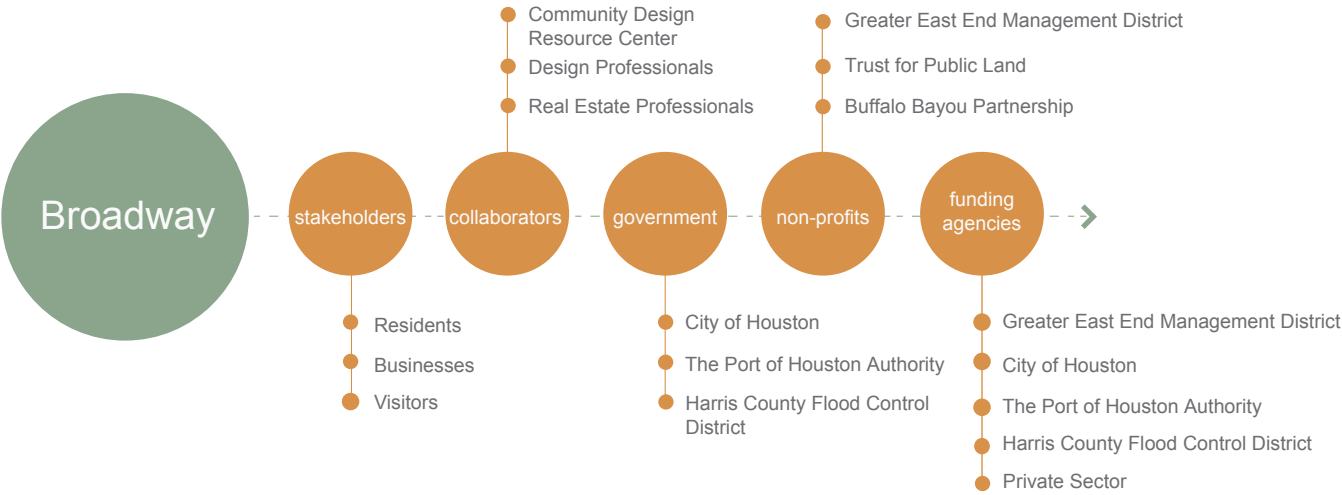 Broadway
stakeholders
Residents
Businesses
Visitors
collaborators
Community Design
Resource Center
Design Professionals
Real Estate Professionals
government
City of Houston
The Port of Houston Authority
Harris County Flood Control
District
non-profits
Greater East End Management District
Trust for Public Land
Buffalo Bayou Partnership
funding
agencies
Greater East End Management District
City of Houston
The Port of Houston Authority
Harris County Flood Control District
Private Sector